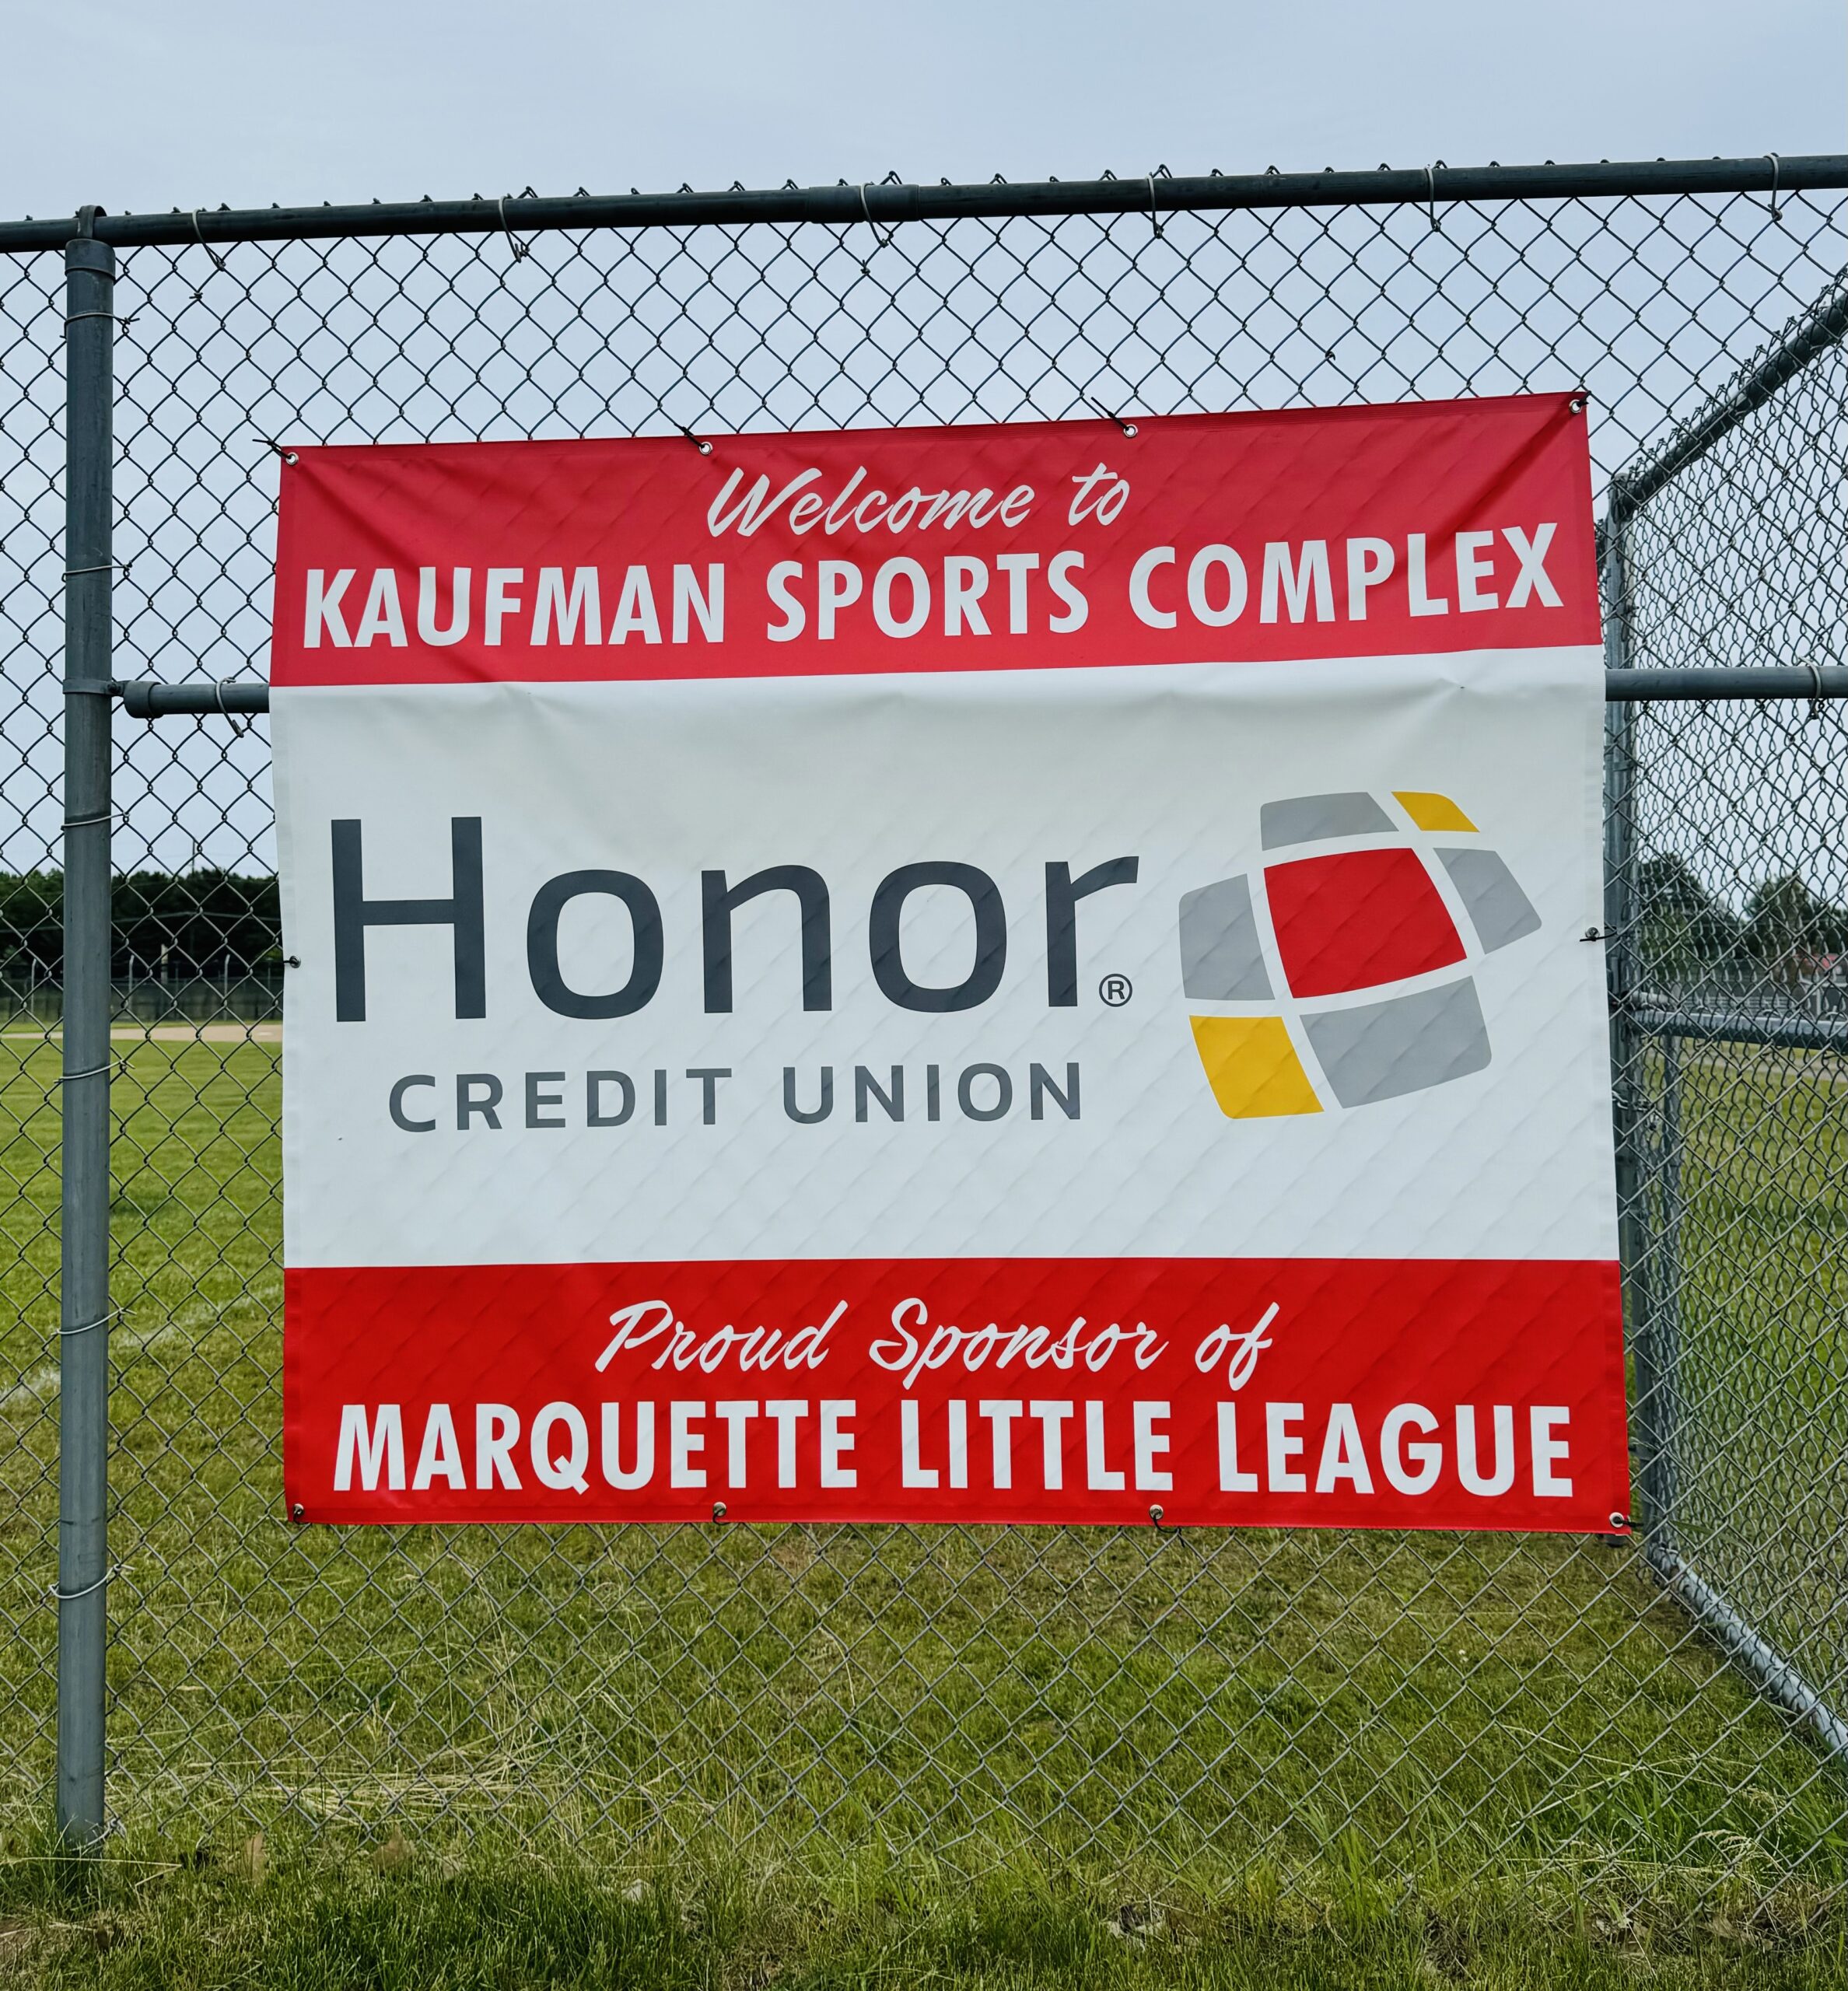 Welcome to
KAUFMAN SPORTS COMPLEX
Honor®
CREDIT UNION
Proud Sponsor of
MARQUETTE LITTLE LEAGUE